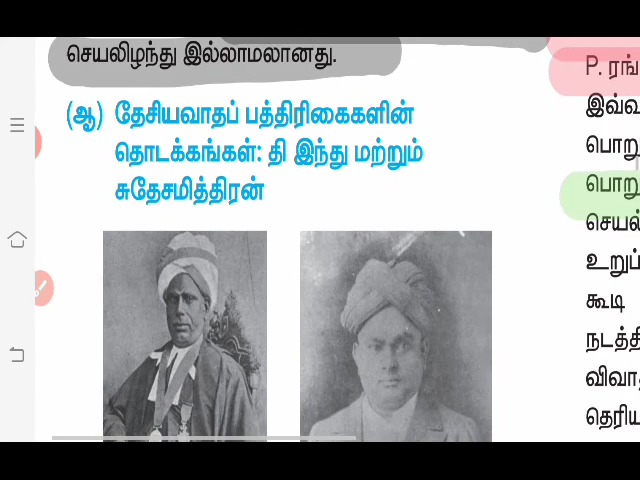 செயலிழந்து இல்லாமலானது.
(ஆ) தேசியவாதப் பத்திரிகைகளின்
தொடக்கங்கள்: தி இந்து மற்றும்
சுதேசமித்திரன்
P. ரங்
இவ்வ
பொறு
பொறு
செயல்
உறுப்
கூடி
நடத்தி
விவா
தெரிய